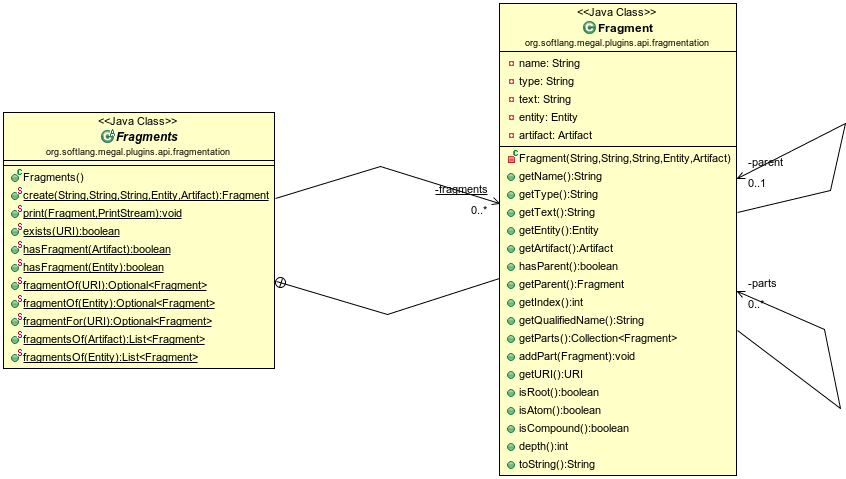 <<Java Class>>
Fragments
org.softlang.megal.plugins.api.fragmentation
Fragments()
create(String,String,String,Entity,Artifact):Fragment
print(Fragment,PrintStream):void
exists(URI):boolean
hasFragment(Artifact):boolean
hasFragment(Entity):boolean
fragmentOf(URI):Optional<Fragment>
fragmentOf(Entity):Optional<Fragment>
fragmentFor(URI):Optional<Fragment>
fragmentsOf(Artifact):List<Fragment>
fragmentsOf(Entity):List<Fragment>
-fragments
0..*
<<Java Class>>
Fragment
org.softlang.megal.plugins.api.fragmentation
name: String
type: String
text: String
entity: Entity
artifact: Artifact
Fragment(String,String,String,Entity,Artifact)
getName():String
getType():String
getText():String
getEntity():Entity
getArtifact():Artifact
hasParent():boolean
getParent():Fragment
getIndex():int
getQualifiedName():String
getParts():Collection<Fragment>
addPart(Fragment):void
getURI():URI
isRoot():boolean
isAtom():boolean
isCompound():boolean
depth():int
toString():String
-parent
0..1
-parts
0..*